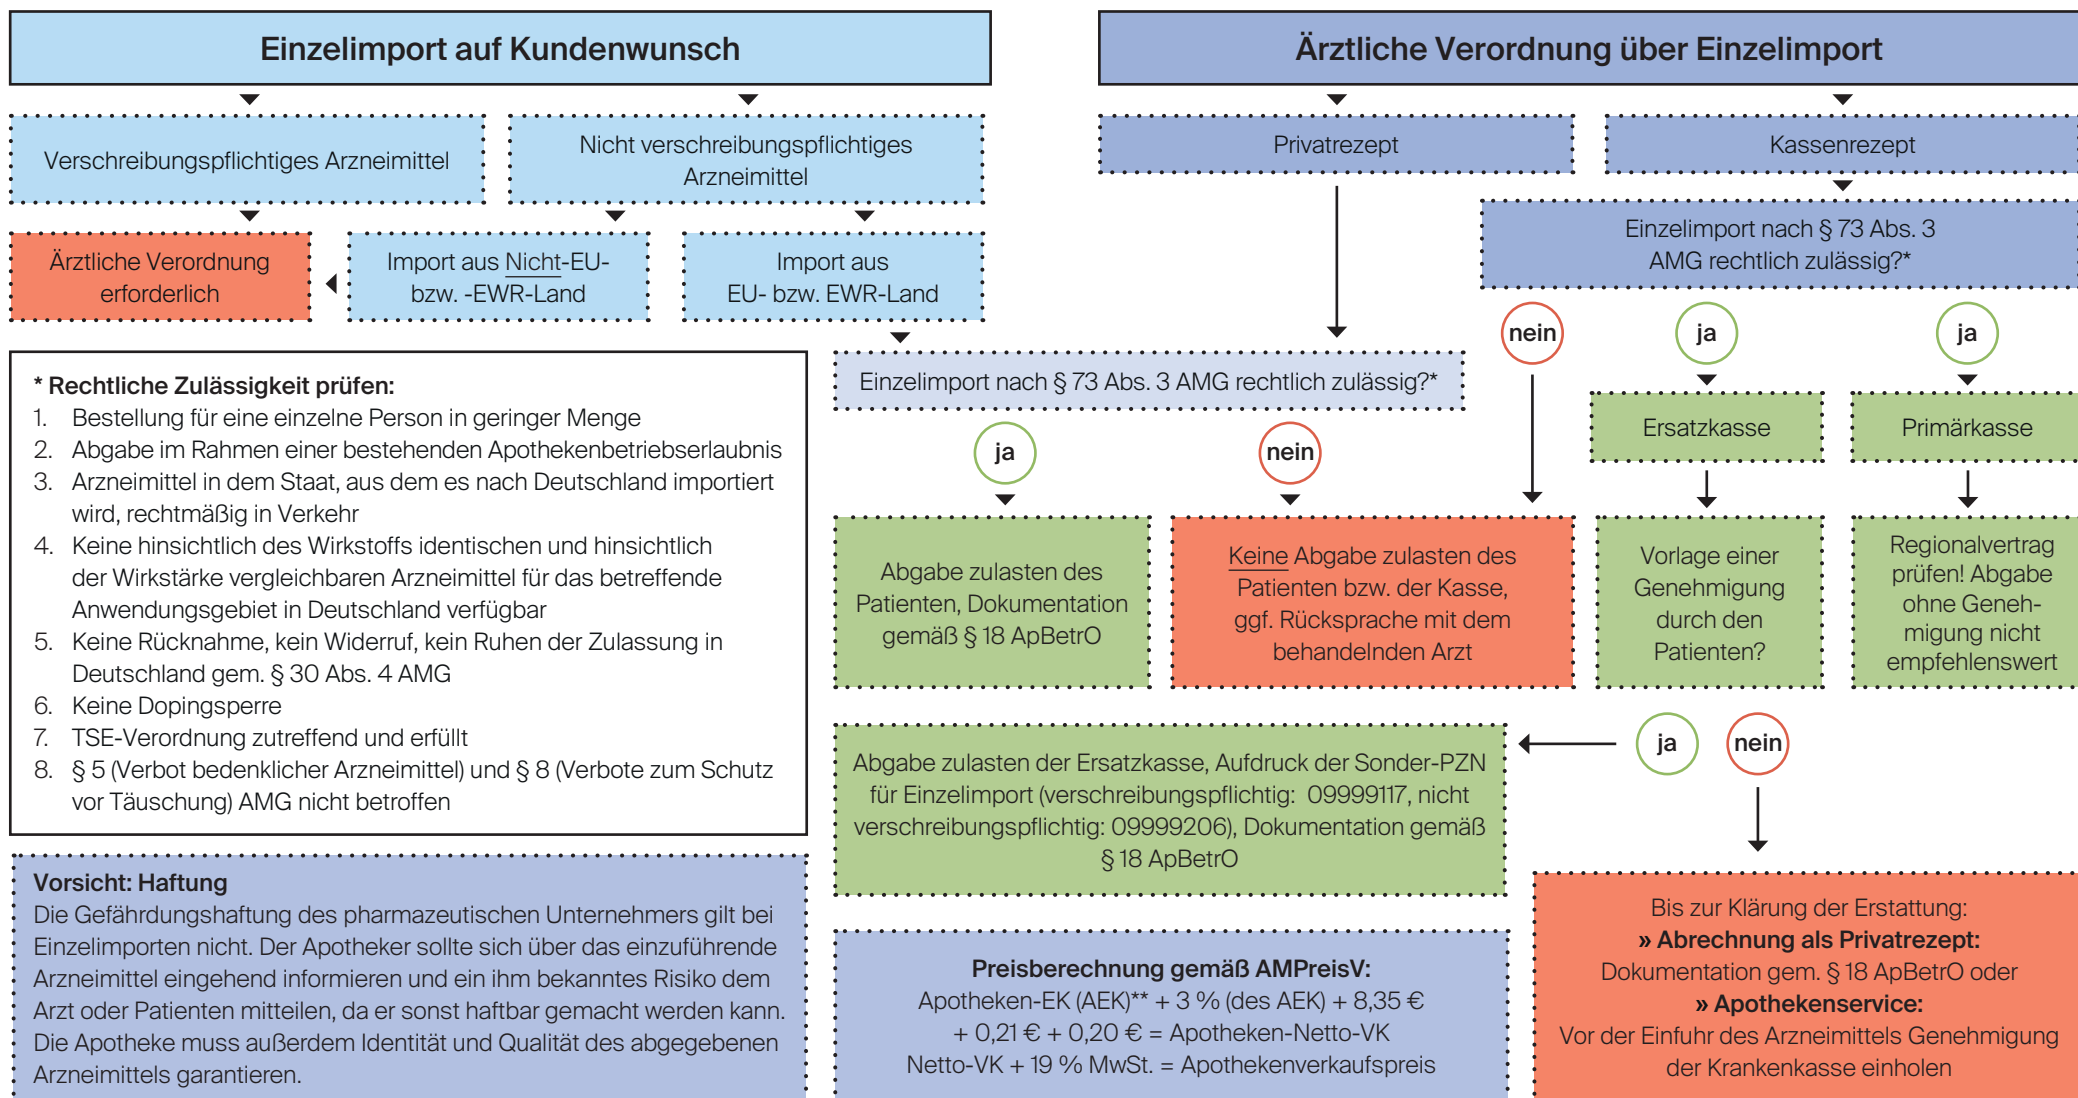 Einzelimport auf Kundenwunsch
Verschreibungspflichtiges Arzneimittel
Nicht verschreibungspflichtiges
Arzneimittel
Ärztliche Verordnung
erforderlich
Import aus Nicht-EU-
bzw. -EWR-Land
Import aus
EU- bzw. EWR-Land
Ärztliche Verordnung über Einzelimport
Privatrezept
Kassenrezept
Einzelimport nach § 73 Abs. 3
AMG rechtlich zulässig?*
nein
ja
ja
Einzelimport nach § 73 Abs. 3 AMG rechtlich zulässig?*
ja
nein
Ersatzkasse
Primärkasse
Abgabe zulasten des
Patienten, Dokumentation
gemäß § 18 ApBetrO
Keine Abgabe zulasten des
Patienten bzw. der Kasse,
ggf. Rücksprache mit dem
behandelnden Arzt
Vorlage einer
Genehmigung
durch den
Patienten?
Regionalvertrag
prüfen! Abgabe
ohne Geneh-
migung nicht
empfehlenswert
ja
nein
Abgabe zulasten der Ersatzkasse, Aufdruck der Sonder-PZN
für Einzelimport (verschreibungspflichtig: 09999117, nicht
verschreibungspflichtig: 09999206), Dokumentation gemäß
§ 18 ApBetrO
Bis zur Klärung der Erstattung:
» Abrechnung als Privatrezept:
Dokumentation gem. § 18 ApBetrO oder
» Apothekenservice:
Vor der Einfuhr des Arzneimittels Genehmigung
der Krankenkasse einholen
* Rechtliche Zulässigkeit prüfen:
1. Bestellung für eine einzelne Person in geringer Menge
2. Abgabe im Rahmen einer bestehenden Apothekenbetriebserlaubnis
3. Arzneimittel in dem Staat, aus dem es nach Deutschland importiert
wird, rechtmäßig in Verkehr
4. Keine hinsichtlich des Wirkstoffs identischen und hinsichtlich
der Wirkstärke vergleichbaren Arzneimittel für das betreffende
Anwendungsgebiet in Deutschland verfügbar
5. Keine Rücknahme, kein Widerruf, kein Ruhen der Zulassung in
Deutschland gem. § 30 Abs. 4 AMG
6. Keine Dopingsperre
7. TSE-Verordnung zutreffend und erfüllt
8. § 5 (Verbot bedenklicher Arzneimittel) und § 8 (Verbote zum Schutz
vor Täuschung) AMG nicht betroffen
Vorsicht: Haftung
Die Gefährdungshaftung des pharmazeutischen Unternehmers gilt bei
Einzelimporten nicht. Der Apotheker sollte sich über das einzuführende
Arzneimittel eingehend informieren und ein ihm bekanntes Risiko dem
Arzt oder Patienten mitteilen, da er sonst haftbar gemacht werden kann.
Die Apotheke muss außerdem Identität und Qualität des abgegebenen
Arzneimittels garantieren.
Preisberechnung gemäß AMPreisV:
Apotheken-EK (AEK)** + 3 % (des AEK) + 8,35 €
+ 0,21 € + 0,20 € = Apotheken-Netto-VK
Netto-VK + 19 % MwSt. = Apothekenverkaufspreis